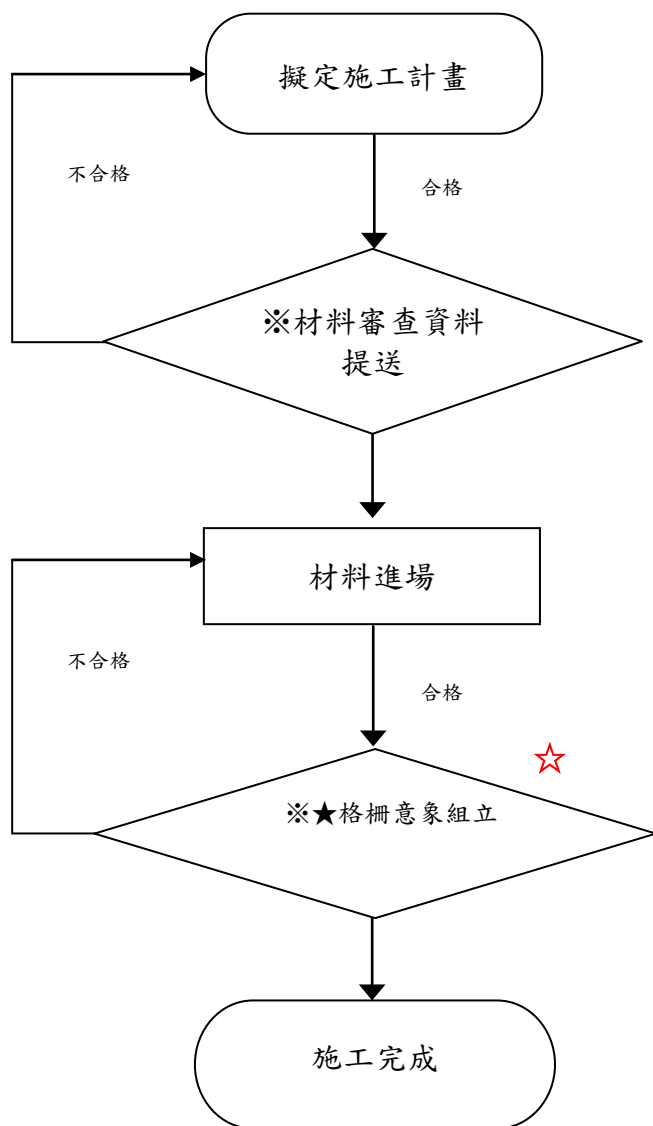 擬定施工計畫
不合格
合格
※材料審查資料
提送
材料進場
不合格
合格
☆
※★格柵意象組立
施工完成